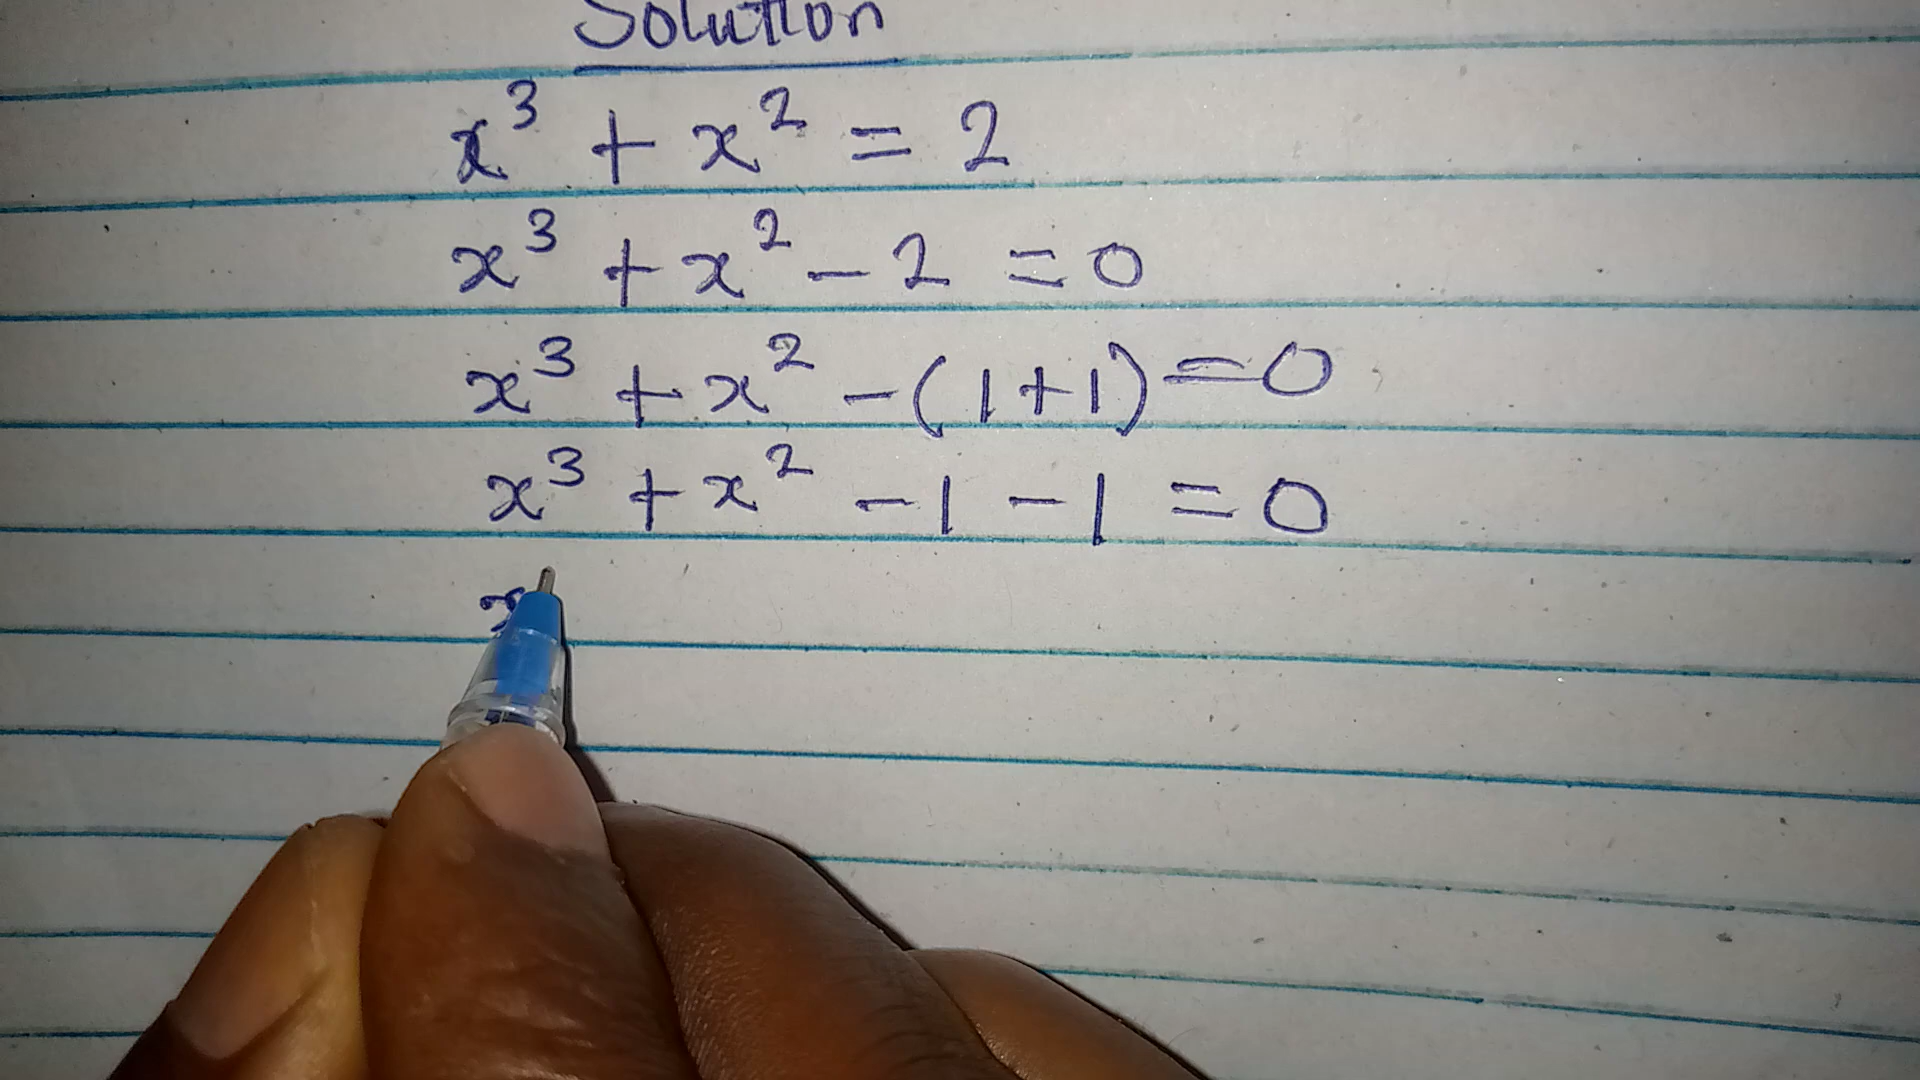 Solution
x³ + x² = 2
x³ + x² - 2 = 0
x³ + x² - (1+1) = 0
x³ + x² - 1 - 1 = 0
x